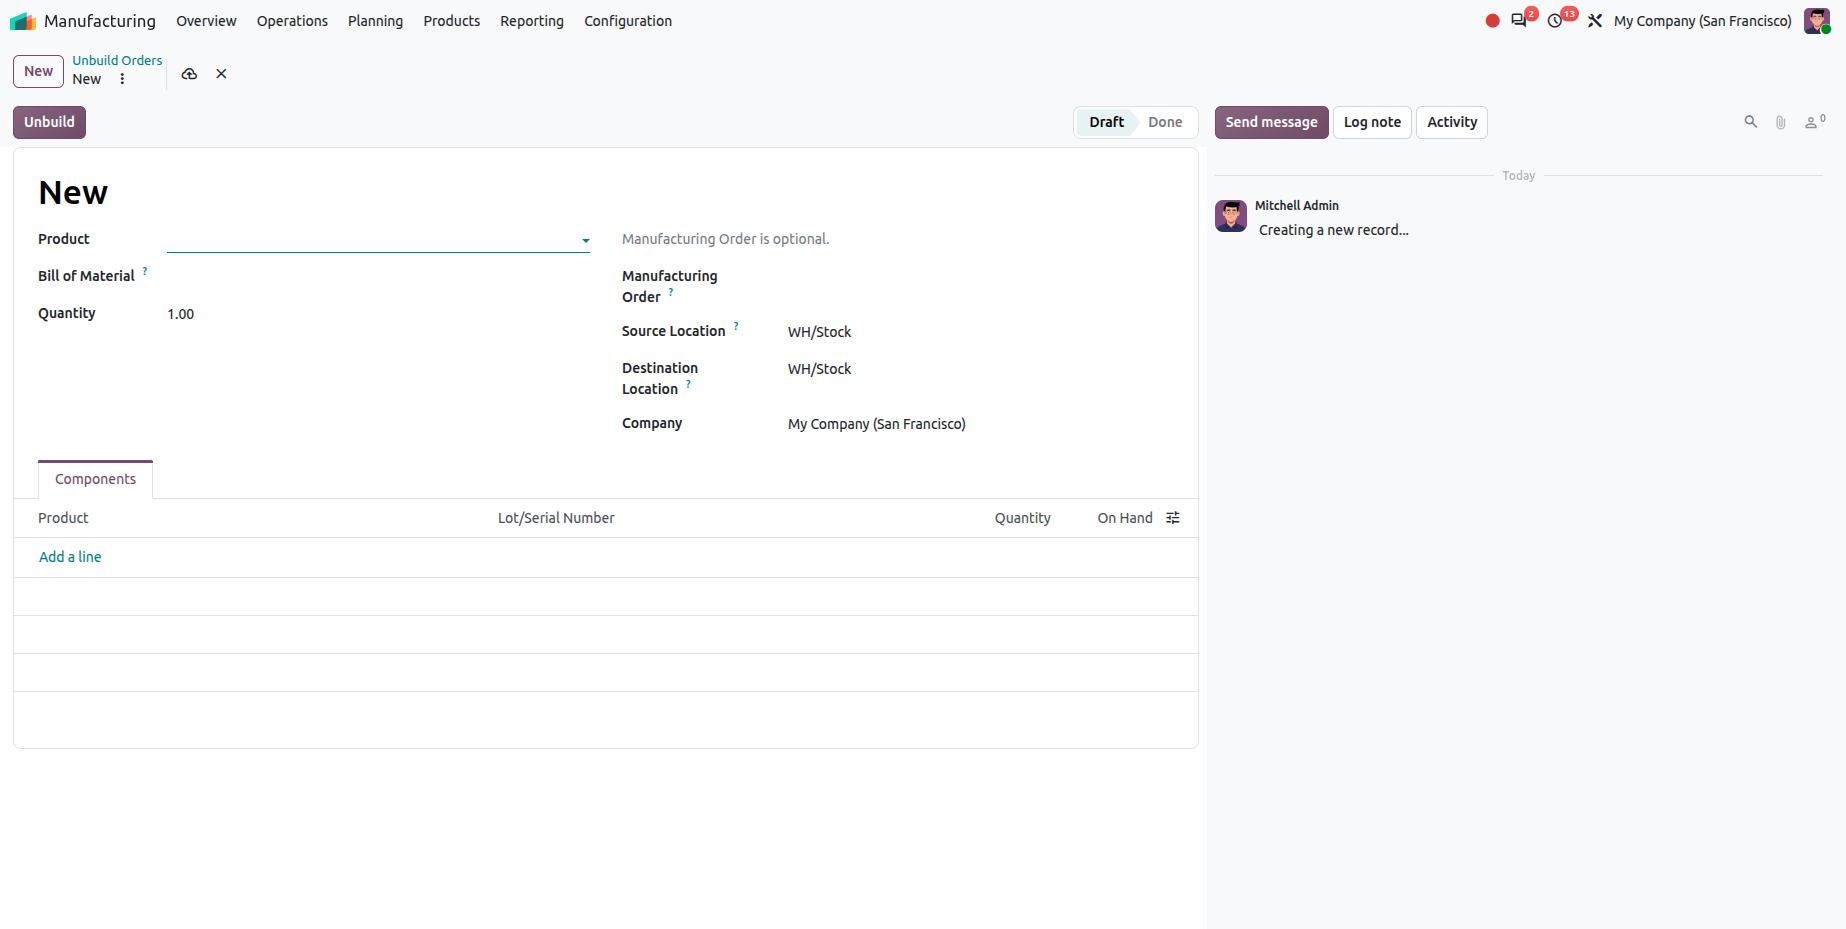 Manufacturing Overview Operations Planning Products Reporting Configuration 2 13 My Company (San Francisco)
New Unbuild Orders
New
Unbuild Draft Done Send message Log note Activity 0
Today
New
Mitchell Admin
Creating a new record...
Product Manufacturing Order is optional.
Bill of Material ? Manufacturing
Order ?
Quantity 1.00
Source Location ? WH/Stock
Destination
Location ? WH/Stock
Company My Company (San Francisco)
Components
Product Lot/Serial Number Quantity On Hand
Add a line